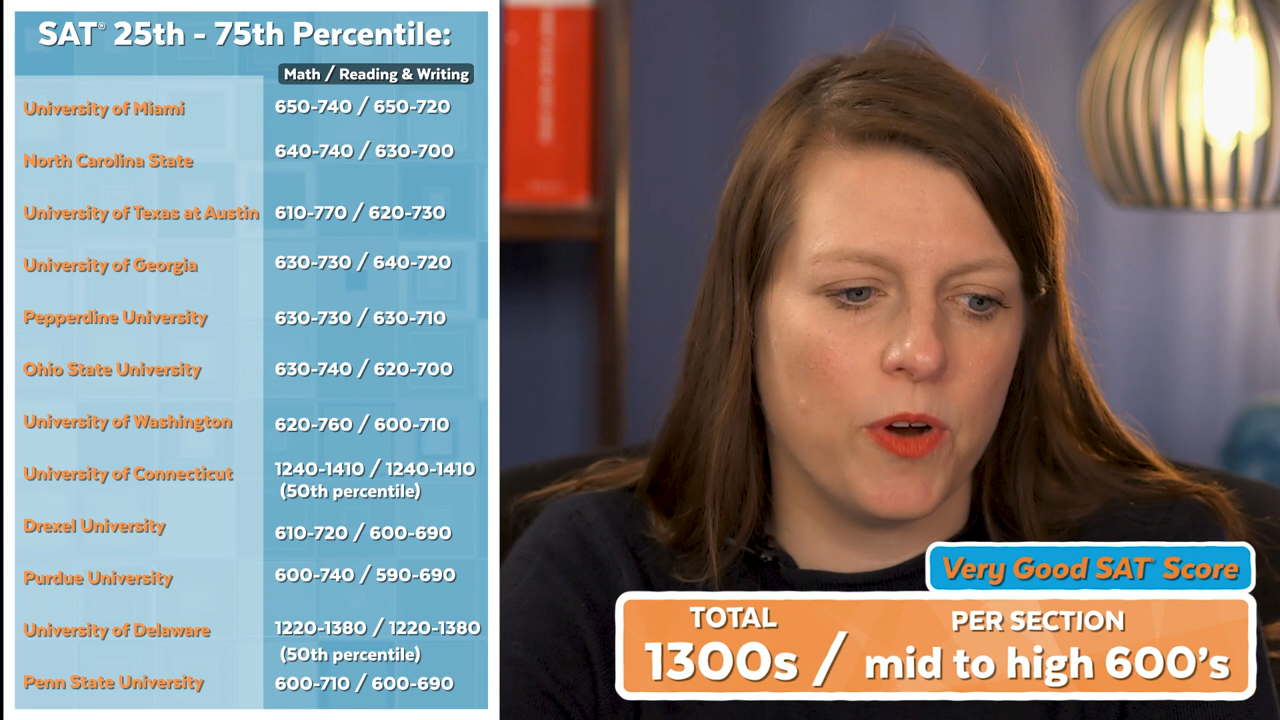 SAT® 25th - 75th Percentile:
Math / Reading & Writing
University of Miami 650-740 / 650-720
North Carolina State 640-740 / 630-700
University of Texas at Austin 610-770 / 620-730
University of Georgia 630-730 / 640-720
Pepperdine University 630-730 / 630-710
Ohio State University 630-740 / 620-700
University of Washington 620-760 / 600-710
University of Connecticut 1240-1410 / 1240-1410
(50th percentile)
Drexel University 610-720 / 600-690
Purdue University 600-740 / 590-690
University of Delaware 1220-1380 / 1220-1380
(50th percentile)
Penn State University 600-710 / 600-690
Very Good SAT Score
TOTAL / PER SECTION
1300s / mid to high 600's